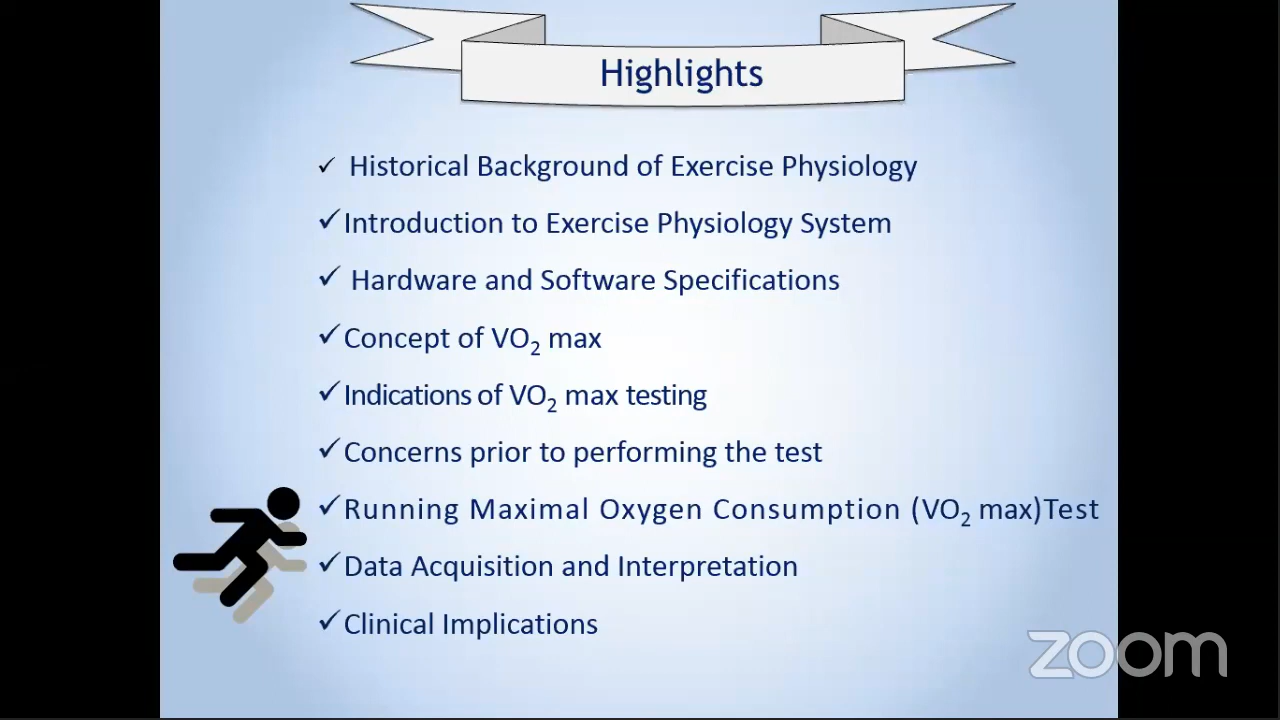 Highlights
✓ Historical Background of Exercise Physiology
✓ Introduction to Exercise Physiology System
✓ Hardware and Software Specifications
✓ Concept of VO₂ max
✓ Indications of VO₂ max testing
✓ Concerns prior to performing the test
✓ Running Maximal Oxygen Consumption (VO₂ max)Test
✓ Data Acquisition and Interpretation
✓ Clinical Implications
zoom